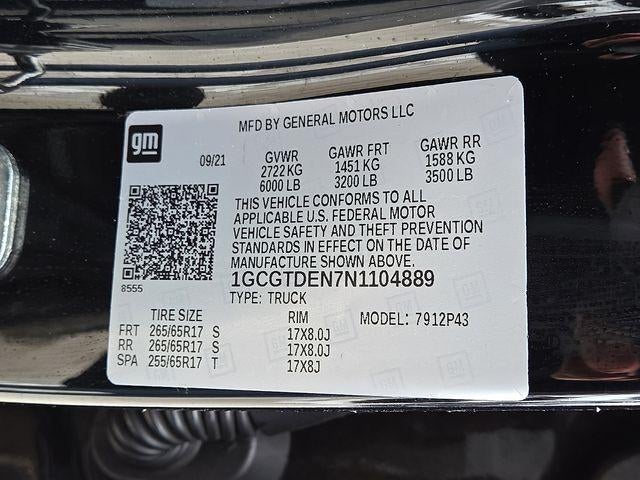 gm
MFD BY GENERAL MOTORS LLC
09/21 GVWR GAWR FRT GAWR RR
2722 KG 1451 KG 1588 KG
6000 LB 3200 LB 3500 LB
THIS VEHICLE CONFORMS TO ALL
APPLICABLE U.S. FEDERAL MOTOR
VEHICLE SAFETY AND THEFT PREVENTION
STANDARDS IN EFFECT ON THE DATE OF
MANUFACTURE SHOWN ABOVE.
8555
1GCGTDEN7N1104889
TYPE: TRUCK
TIRE SIZE RIM MODEL: 7912P43
FRT 265/65R17 S 17X8.0J
RR 265/65R17 S 17X8.0J
SPA 255/65R17 T 17X8J